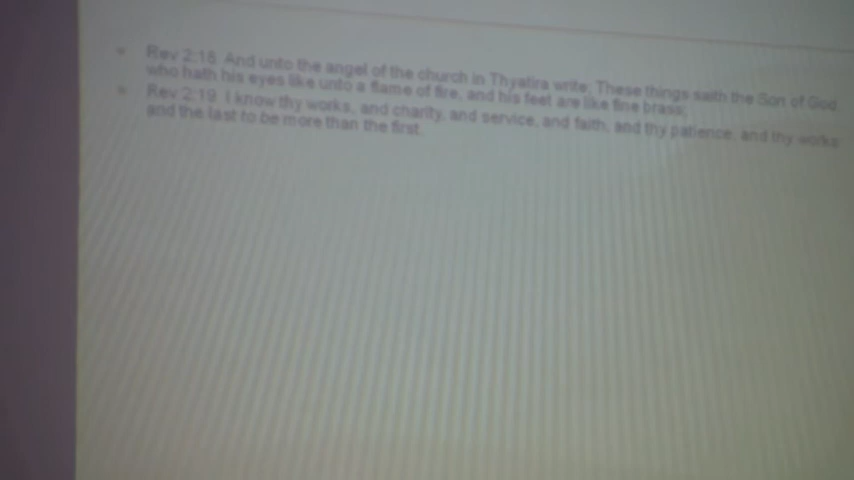 Rev 2:18 And unto the angel of the church in Thyatira write; These things saith the Son of God
who hath his eyes like unto a flame of fire, and his feet are like fine brass;
Rev 2:19 I know thy works, and charity, and service, and faith, and thy patience, and thy works
and the last to be more than the first.